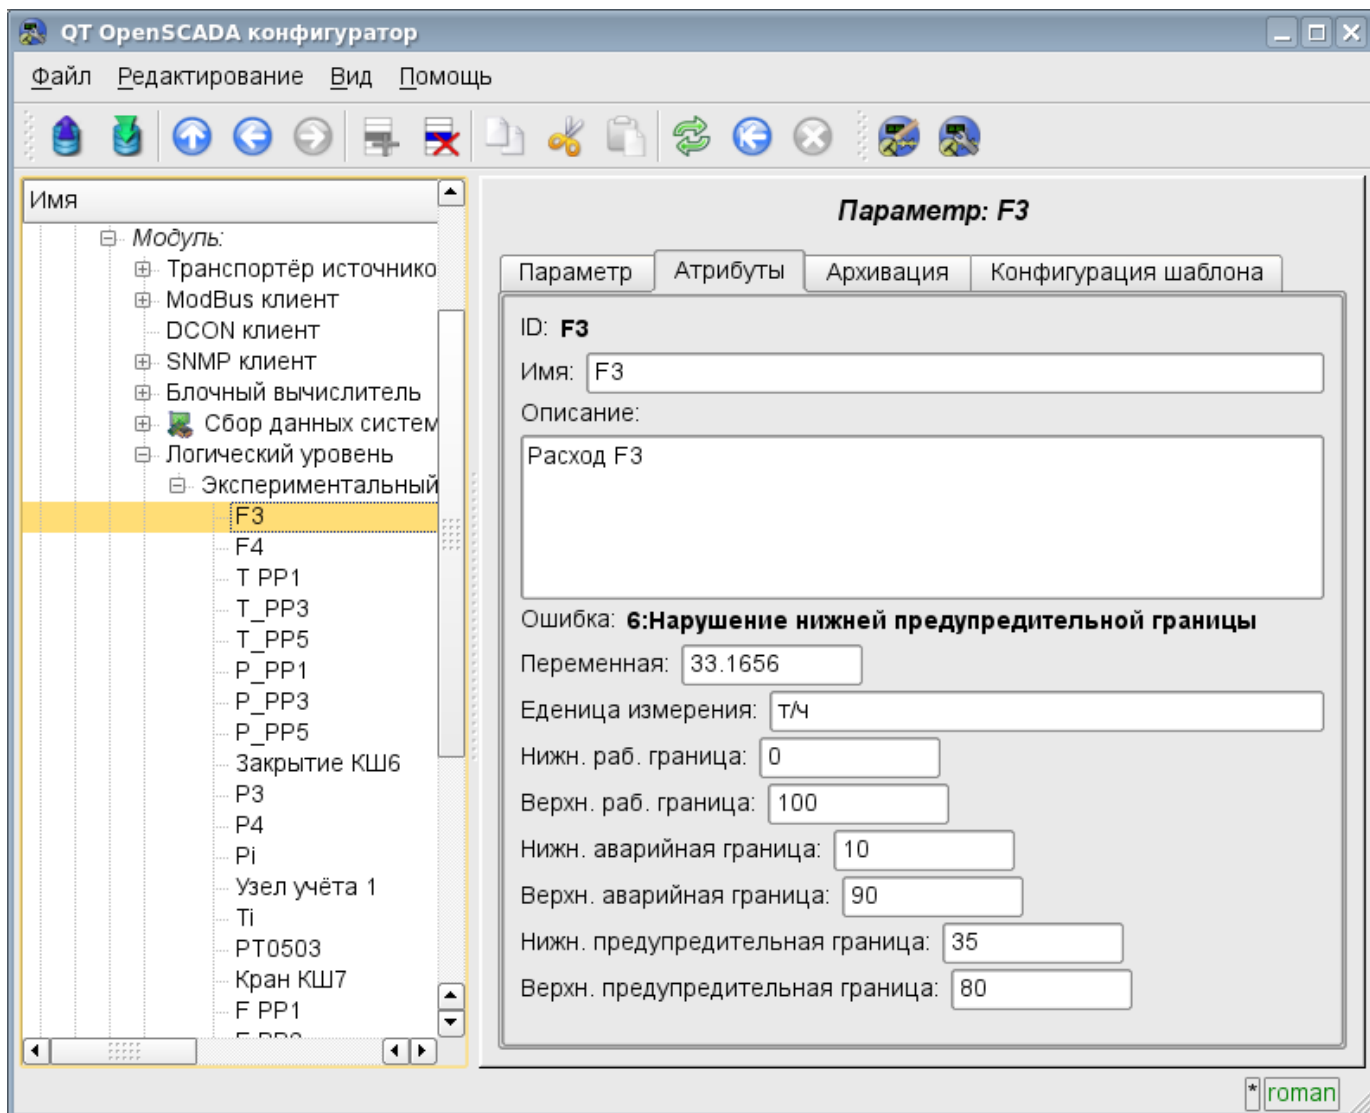 QT OpenSCADA конфигуратор
Файл Редактирование Вид Помощь
Имя
Модуль:
Транспортёр источнико
ModBus клиент
DCON клиент
SNMP клиент
Блочный вычислитель
Сбор данных систем
Логический уровень
Экспериментальный
F3
F4
T PP1
T_PP3
T_PP5
P_PP1
P_PP3
P_PP5
Закрытие КШ6
P3
P4
Pi
Узел учёта 1
Ti
PT0503
Кран КШ7
F PP1
Параметр: F3
Параметр Атрибуты Архивация Конфигурация шаблона
ID: F3
Имя: F3
Описание:
Расход F3
Ошибка: 6:Нарушение нижней предупредительной границы
Переменная: 33.1656
Еденица измерения: т/ч
Нижн. раб. граница: 0
Верхн. раб. граница: 100
Нижн. аварийная граница: 10
Верхн. аварийная граница: 90
Нижн. предупредительная граница: 35
Верхн. предупредительная граница: 80
* roman